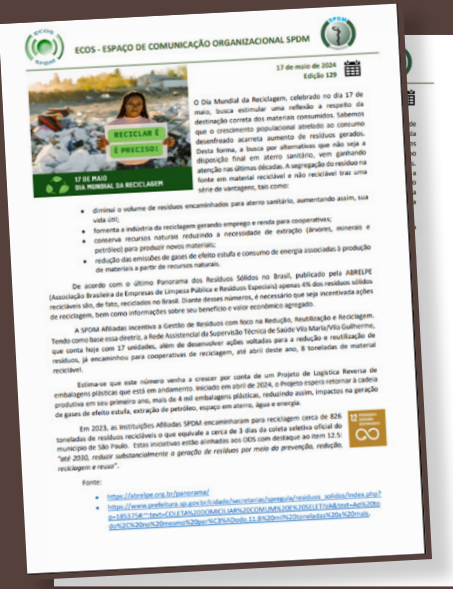 ECOS
SPDM
ECOS - ESPAÇO DE COMUNICAÇÃO ORGANIZACIONAL SPDM
SPDM
17 de maio de 2024
Edição 129
RECICLAR É
É PRECISO!
17 DE MAIO
DIA MUNDIAL DA RECICLAGEM
O Dia Mundial da Reciclagem, celebrado no dia 17 de
maio, busca estimular uma reflexão a respeito da
destinação correta dos materiais consumidos. Sabemos
que o crescimento populacional atrelado ao consumo
desenfreado acarreta aumento de resíduos gerados.
Desta forma, a busca por alternativas que não seja a
disposição final em aterro sanitário, vem ganhando
atenção nas últimas décadas. A segregação do resíduo na
fonte em material reciclável e não reciclável traz uma
série de vantagens, tais como:
• diminui o volume de resíduos encaminhados para aterro sanitário, aumentando assim, sua
vida útil;
• fomenta a indústria da reciclagem gerando emprego e renda para cooperativas;
• conserva recursos naturais reduzindo a necessidade de extração (árvores, minerais e
petróleo) para produzir novos materiais;
• redução das emissões de gases de efeito estufa e consumo de energia associadas à produção
de materiais a partir de recursos naturais.
De acordo com o último Panorama dos Resíduos Sólidos no Brasil, publicado pela ABRELPE
(Associação Brasileira de Empresas de Limpeza Pública e Resíduos Especiais) apenas 4% dos resíduos sólidos
recicláveis são, de fato, reciclados no Brasil. Diante desses números, é necessário que seja incentivada ações
de reciclagem, bem como informações sobre seu benefício e valor econômico agregado.
A SPDM Afiliadas incentiva a Gestão de Resíduos com foco na Redução, Reutilização e Reciclagem.
Tendo como base essa diretriz, a Rede Assistencial da Supervisão Técnica de Saúde Vila Maria/Vila Guilherme,
que conta hoje com 17 unidades, além de desenvolver ações voltadas para a redução e reutilização de
resíduos, já encaminhou para cooperativas de reciclagem, até abril deste ano, 8 toneladas de material
reciclável.
Estima-se que este número venha a crescer por conta de um Projeto de Logística Reversa de
embalagens plásticas que está em andamento. Iniciado em abril de 2024, o Projeto espera retornar à cadeia
produtiva em seu primeiro ano, mais de 4 mil embalagens plásticas, reduzindo assim, impactos na geração
de gases de efeito estufa, extração de petróleo, espaço em aterro, água e energia.
Em 2023, as Instituições Afiliadas SPDM encaminharam para reciclagem cerca de 826
toneladas de resíduos recicláveis o que equivale a cerca de 3 dias da coleta seletiva oficial do
município de São Paulo. Estas iniciativas estão alinhadas aos ODS com destaque ao item 12.5:
"até 2030, reduzir substancialmente a geração de resíduos por meio da prevenção, redução,
reciclagem e reuso".
12
Fonte:
• https://abrelpe.org.br/panorama/
• https://www.prefeitura.sp.gov.br/cidade/secretarias/spregula/residuos_solidos/index.php?